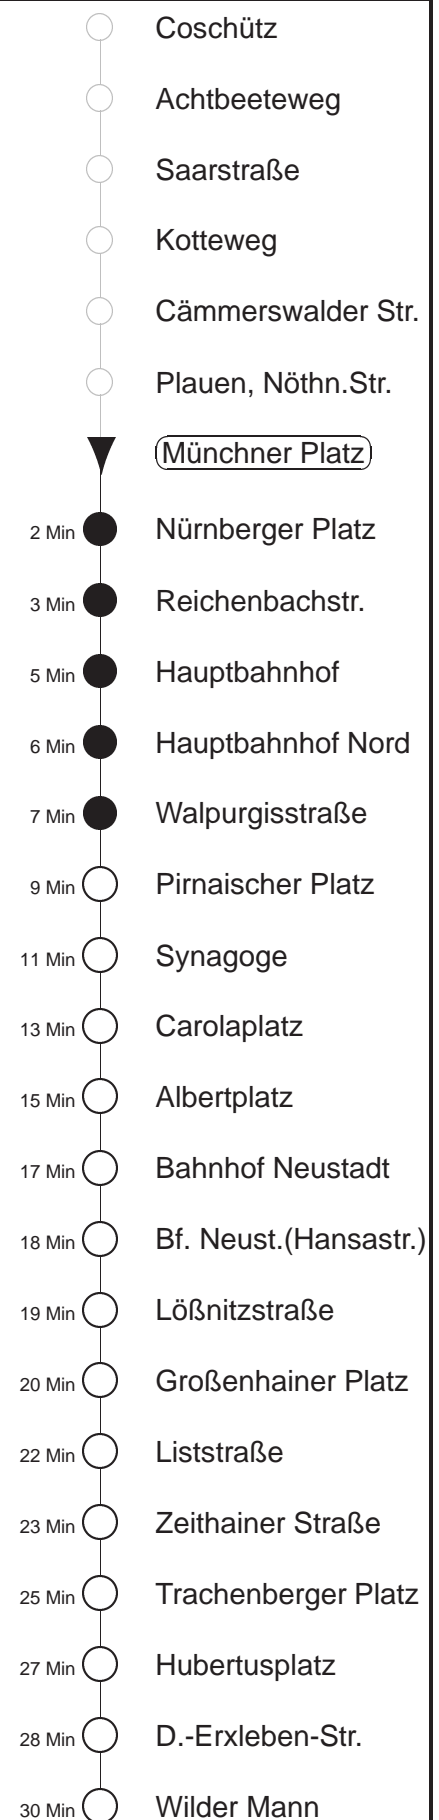 Coschütz
Achtbeeteweg
Saarstraße
Kotteweg
Cämmerswalder Str.
Plauen, Nöthn.Str.
Münchner Platz
2 Min Nürnberger Platz
3 Min Reichenbachstr.
5 Min Hauptbahnhof
6 Min Hauptbahnhof Nord
7 Min Walpurgisstraße
9 Min Pirnaischer Platz
11 Min Synagoge
13 Min Carolaplatz
15 Min Albertplatz
17 Min Bahnhof Neustadt
18 Min Bf. Neust.(Hansastr.)
19 Min Lößnitzstraße
20 Min Großenhainer Platz
22 Min Liststraße
23 Min Zeithainer Straße
25 Min Trachenberger Platz
27 Min Hubertusplatz
28 Min D.-Erxleben-Str.
30 Min Wilder Mann